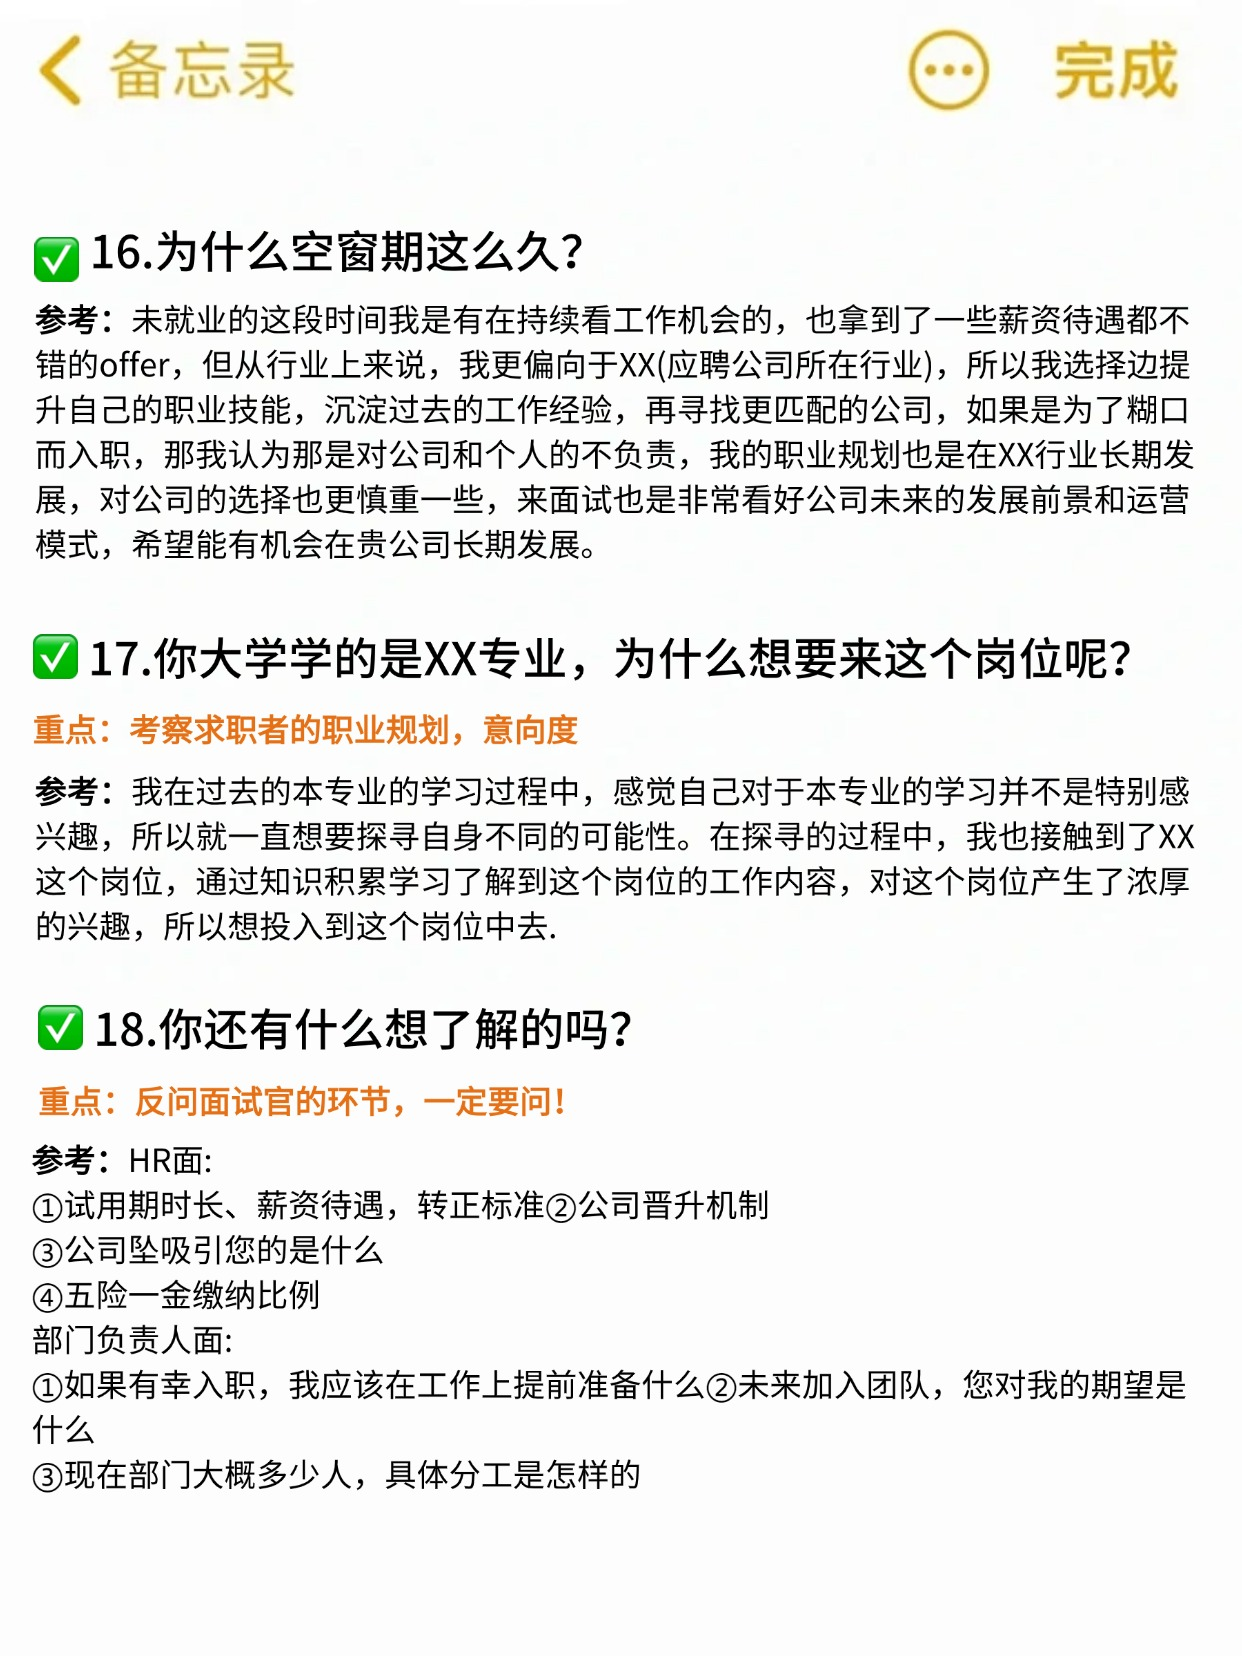 备忘录
完成
16.为什么空窗期这么久？
参考：未就业的这段时间我是有在持续看工作机会的，也拿到了一些薪资待遇都不
错的offer，但从行业上来说，我更偏向于XX(应聘公司所在行业)，所以我选择边提
升自己的职业技能，沉淀过去的工作经验，再寻找更匹配的公司，如果是为了糊口
而入职，那我认为那是对公司和个人的不负责，我的职业规划也是在XX行业长期发
展，对公司的选择也更慎重一些，来面试也是非常看好公司未来的发展前景和运营
模式，希望能有机会在贵公司长期发展。
17.你大学学的是XX专业，为什么想要来这个岗位呢？
重点：考察求职者的职业规划，意向度
参考：我在过去的本专业的学习过程中，感觉自己对于本专业的学习并不是特别感
兴趣，所以就一直想要探寻自身不同的可能性。在探寻的过程中，我也接触到了XX
这个岗位，通过知识积累学习了解到这个岗位的工作内容，对这个岗位产生了浓厚
的兴趣，所以想投入到这个岗位中去.
18.你还有什么想了解的吗？
重点：反问面试官的环节，一定要问！
参考：HR面:
①试用期时长、薪资待遇，转正标准②公司晋升机制
③公司坠吸引您的是什么
④五险一金缴纳比例
部门负责人面:
①如果有幸入职，我应该在工作上提前准备什么②未来加入团队，您对我的期望是
什么
③现在部门大概多少人，具体分工是怎样的